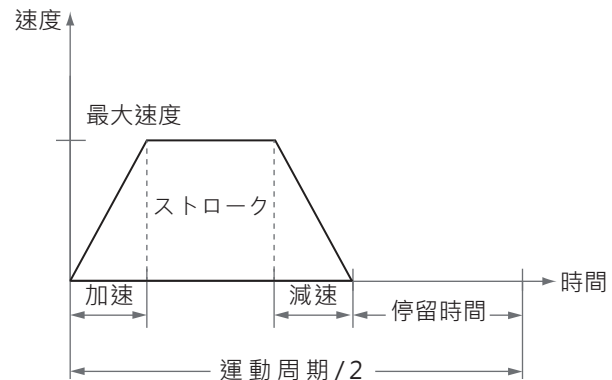 速度
最大速度
ストローク
時間
加速
減速
停留時間
運動周期/2